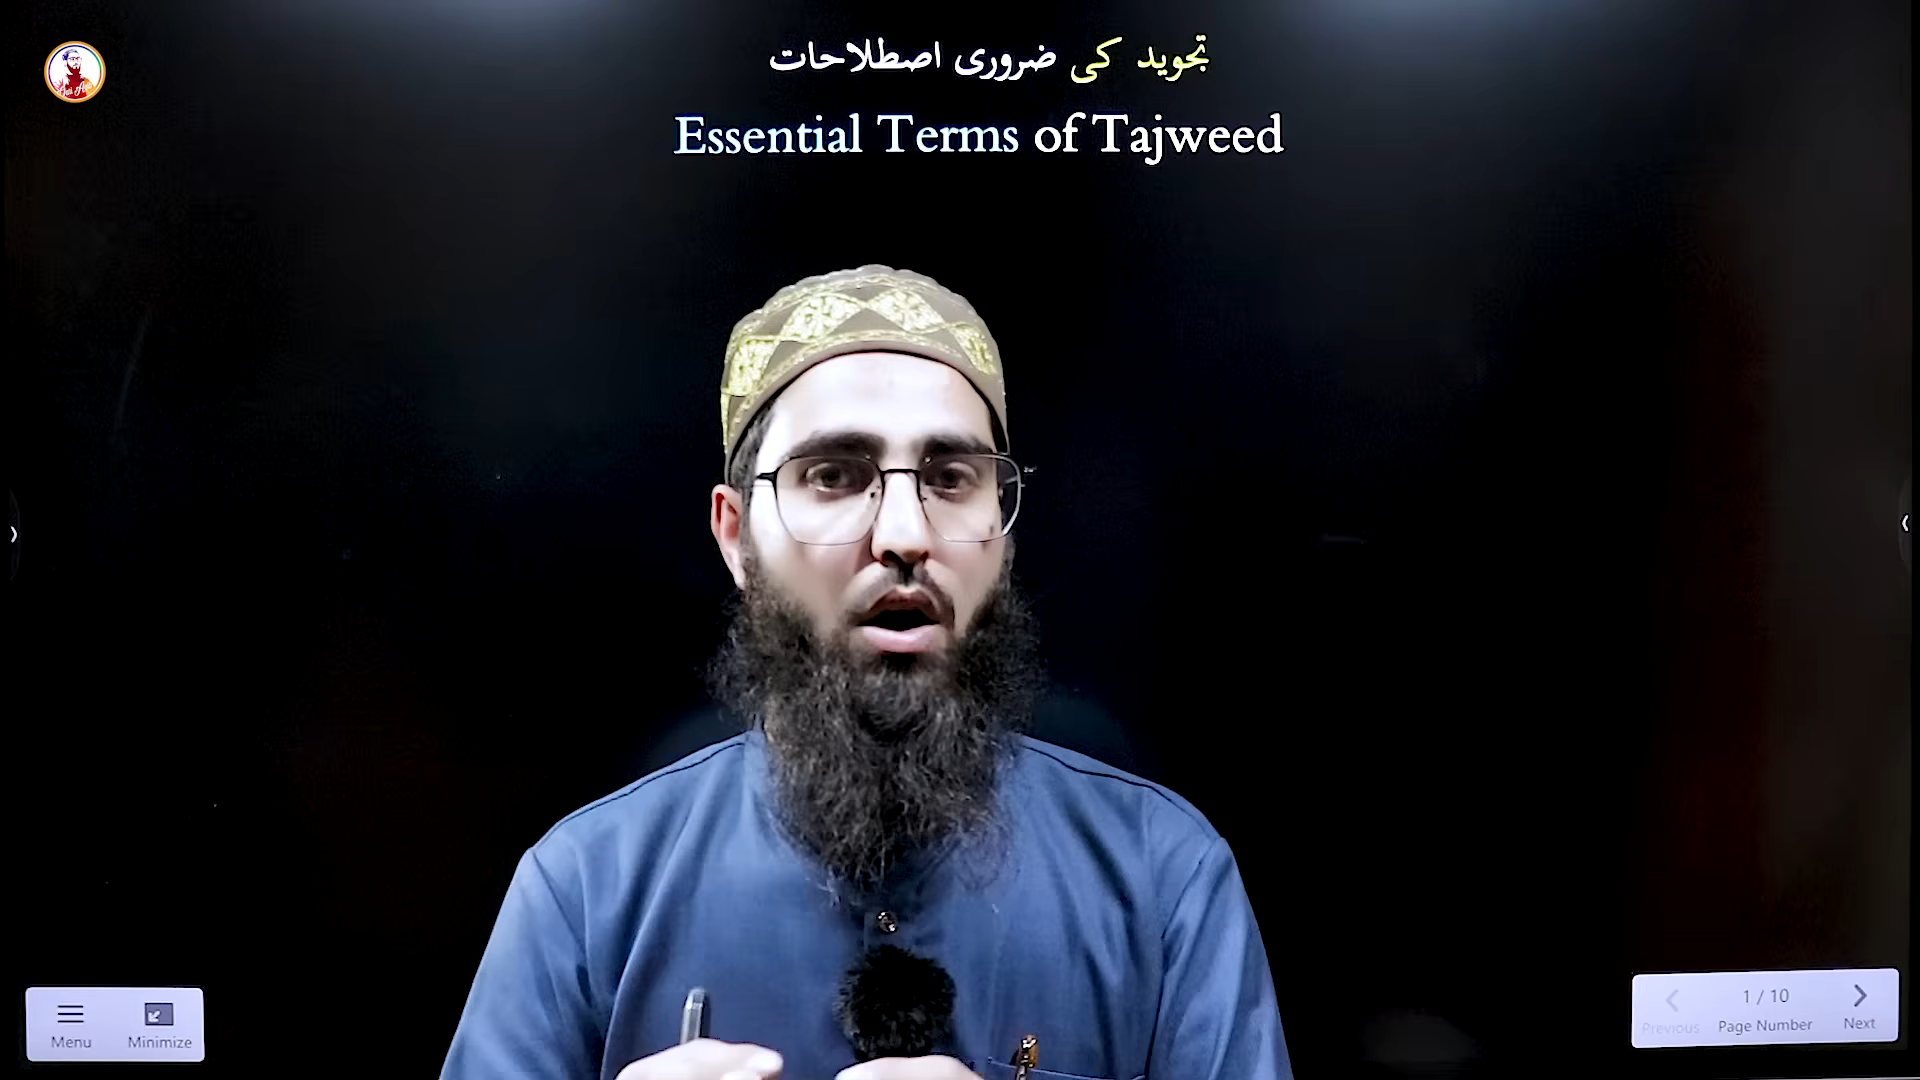 تجوید کی ضروری اصطلاحات
Essential Terms of Tajweed
Menu
Minimize
Previous
1 / 10
Page Number
Next